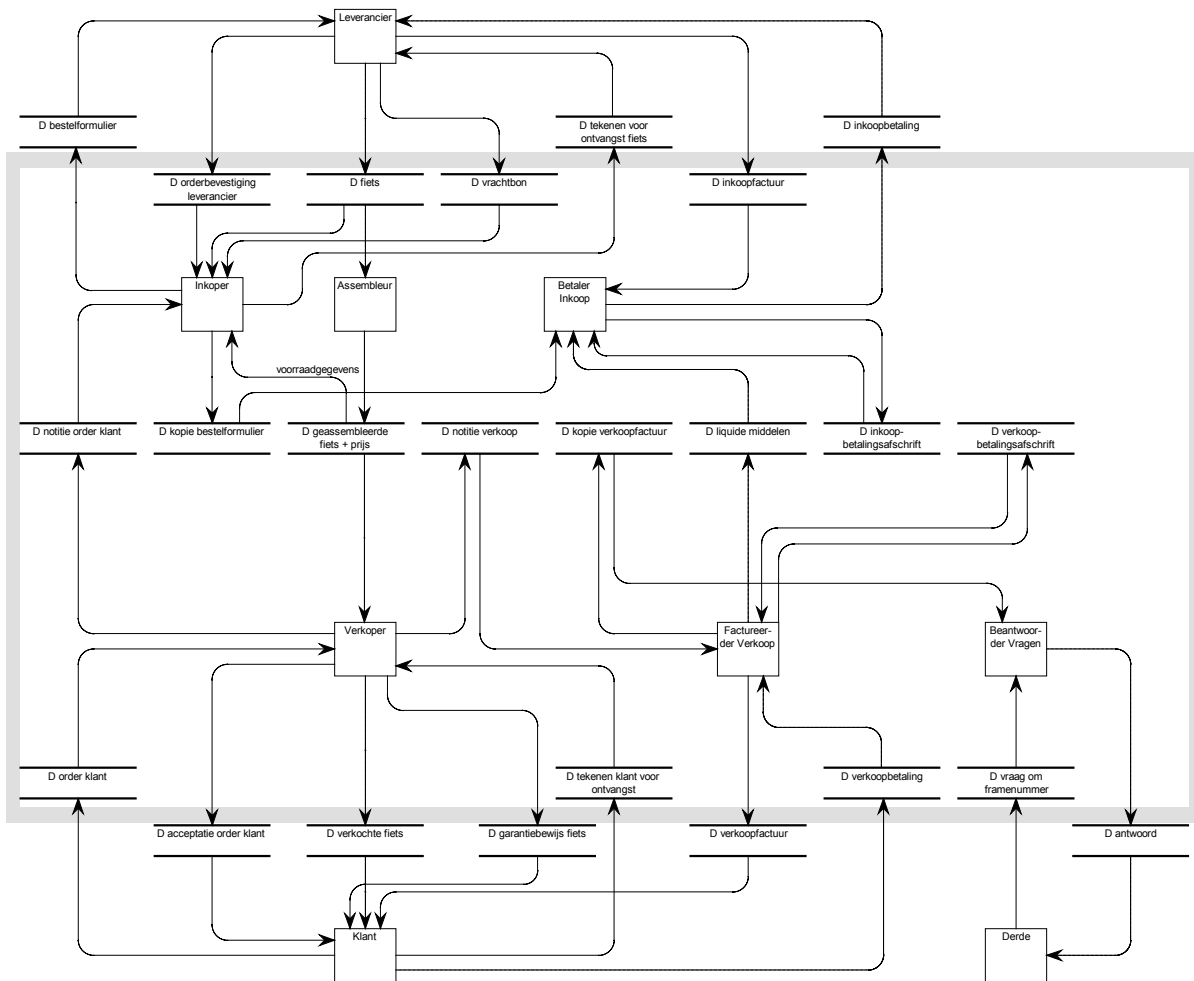 Leverancier
D bestelformulier
D tekenen voor
ontvangst fiets
D inkoopbetaling
D orderbevestiging
leverancier
D fiets
D vrachtbon
D inkoopfactuur
Inkoper
Assembleur
Betaler
Inkoop
voorraadgegevens
D notitie order klant
D kopie bestelformulier
D geassembleerde
fiets + prijs
D notitie verkoop
D kopie verkoopfactuur
D liquide middelen
D inkoop-
betalingsafschrift
D verkoop-
betalingsafschrift
Verkoper
Factureer-
der Verkoop
Beantwoor-
der Vragen
D order klant
D tekenen klant voor
ontvangst
D verkoopbetaling
D vraag om
framenummer
D acceptatie order klant
D verkochte fiets
D garantiebewijs fiets
D verkoopfactuur
D antwoord
Klant
Derde